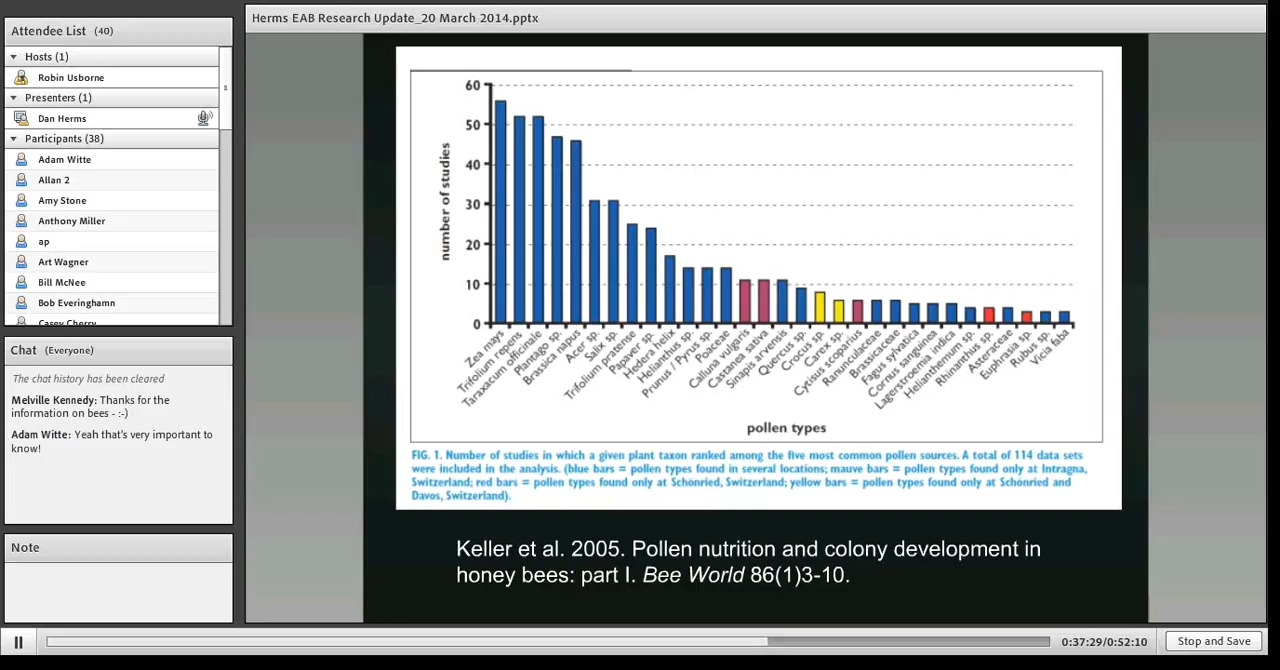 Herms EAB Research Update_20 March 2014.pptx
Attendee List (40)
Hosts (1)
Robin Usborne
Presenters (1)
Dan Herms
Participants (38)
Adam Witte
Allan 2
Amy Stone
Anthony Miller
ap
Art Wagner
Bill McNee
Bob Everinghamn
Casey Cherry
Chat (Everyone)
The chat history has been cleared
Melville Kennedy: Thanks for the
information on bees - :-)
Adam Witte: Yeah that's very important to
know!
Note
number of studies
60
50
40
30
20
10
0
Zea mays
Trifolium repens
Taraxacum officinale
Plantago sp.
Brassica napus
Acer sp.
Salix sp.
Trifolium pratense
Papaver sp.
Hedera helix
Helianthus sp.
Prunus / Pyrus sp.
Poaceae
Calluna vulgaris
Castanea sativa
Sinapis arvensis
Quercus sp.
Crocus sp.
Carex sp.
Cytisus scoparius
Ranunculaceae
Brassicaceae
Fagus sylvatica
Cornus sanguinea
Lagerstroemia indica
Helianthemum sp.
Rhinanthus sp.
Asteraceae
Euphrasia sp.
Rubus sp.
Vicia faba
pollen types
FIG. 1. Number of studies in which a given plant taxon ranked among the five most common pollen sources. A total of 114 data sets
were included in the analysis. (blue bars = pollen types found in several locations; mauve bars = pollen types found only at Intragna,
Switzerland; red bars = pollen types found only at Schönried, Switzerland; yellow bars = pollen types found only at Schönried and
Davos, Switzerland).
Keller et al. 2005. Pollen nutrition and colony development in
honey bees: part I. Bee World 86(1)3-10.
0:37:29/0:52:10
Stop and Save